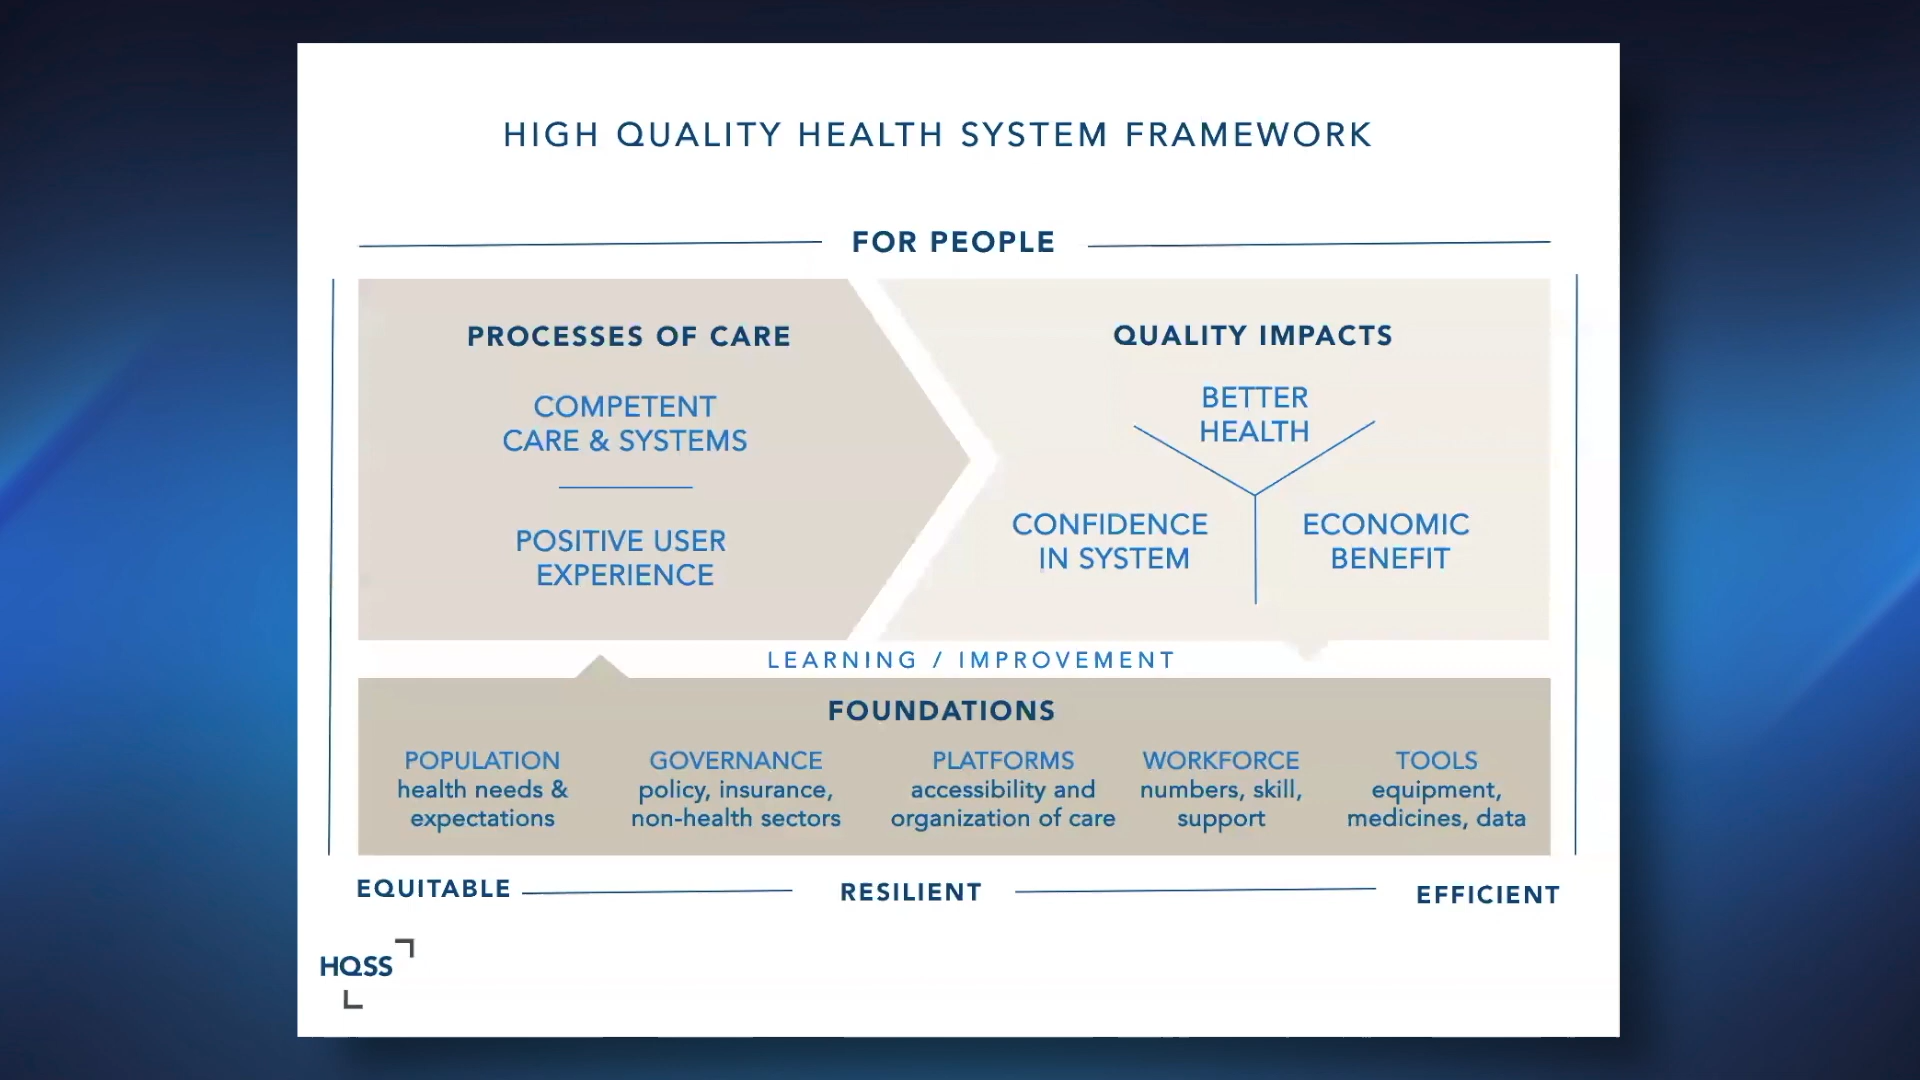 HIGH QUALITY HEALTH SYSTEM FRAMEWORK
FOR PEOPLE
PROCESSES OF CARE
COMPETENT
CARE & SYSTEMS
POSITIVE USER
EXPERIENCE
QUALITY IMPACTS
BETTER
HEALTH
CONFIDENCE
IN SYSTEM
ECONOMIC
BENEFIT
LEARNING / IMPROVEMENT
FOUNDATIONS
POPULATION
health needs &
expectations
GOVERNANCE
policy, insurance,
non-health sectors
PLATFORMS
accessibility and
organization of care
WORKFORCE
numbers, skill,
support
TOOLS
equipment,
medicines, data
EQUITABLE
RESILIENT
EFFICIENT
HQSS